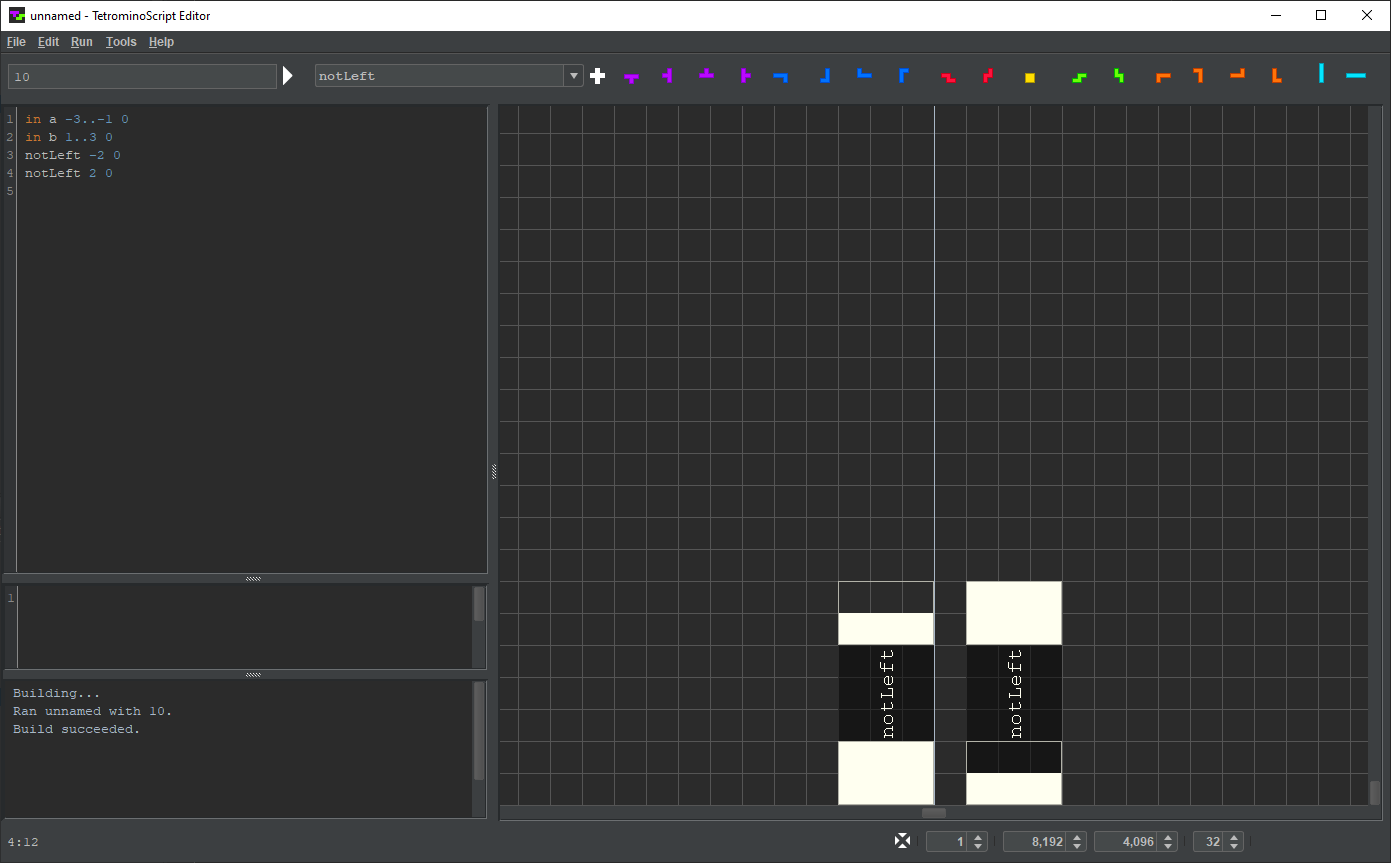 unnamed - TetrominoScript Editor
File Edit Run Tools Help
10
notLeft
1 in a -3..-1 0
2 in b 1..3 0
3 notLeft -2 0
4 notLeft 2 0
5
notLeft
notLeft
1
Building...
Ran unnamed with 10.
Build succeeded.
4:12
1
8,192
4,096
32